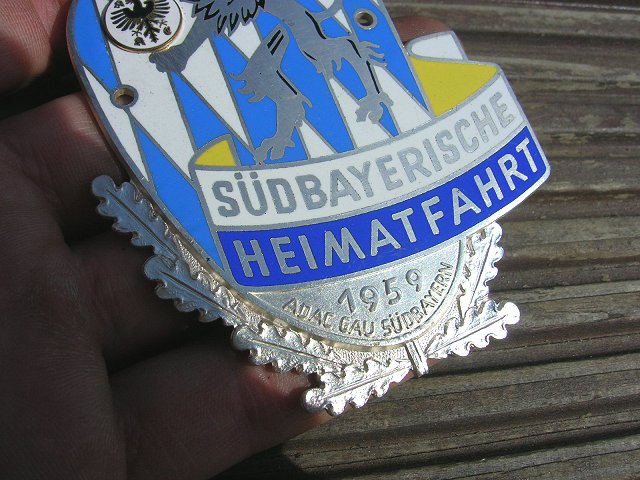 SÜDBAYERISCHE
HEIMATFAHRT
1959
ADAC GAU SÜDBAYERN